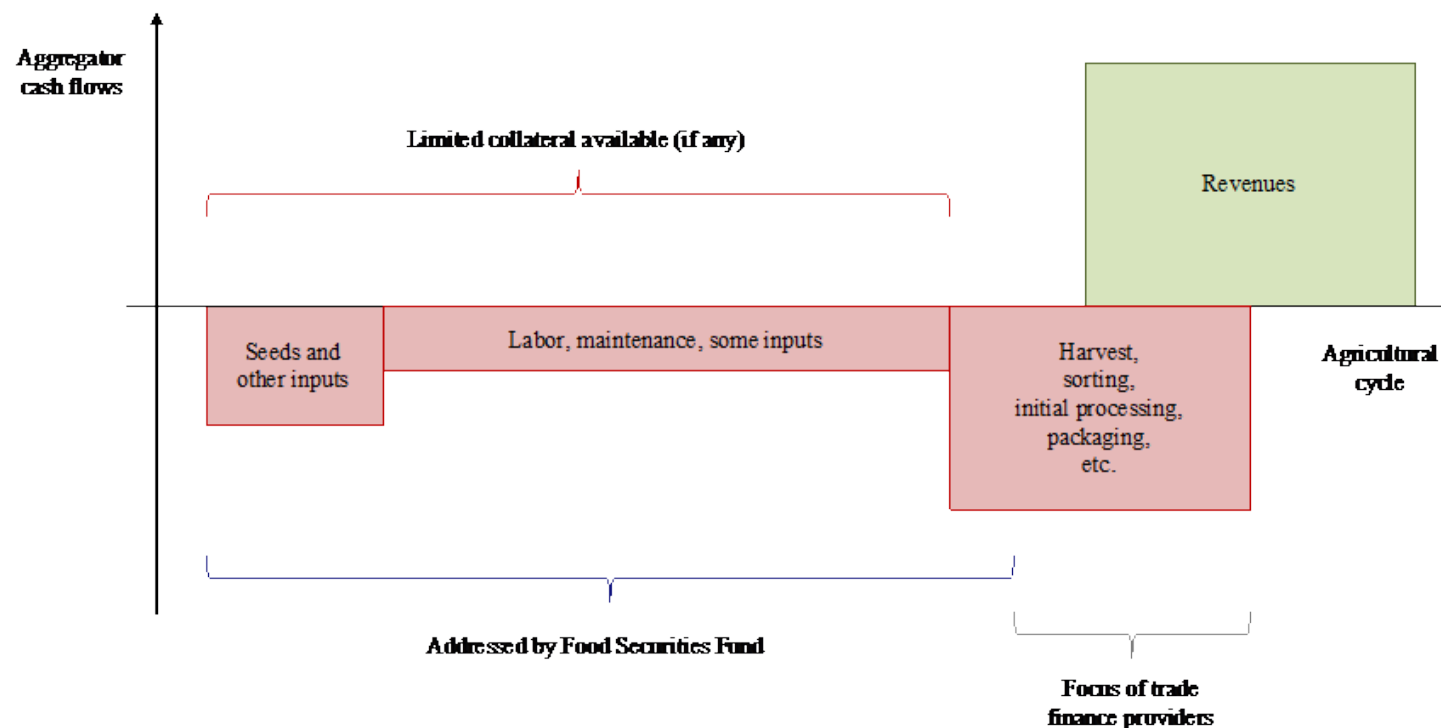 Aggregator
cash flows
Limited collateral available (if any)
Revenues
Seeds and
other inputs
Labor, maintenance, some inputs
Harvest,
sorting,
initial processing,
packaging,
etc.
Agricultural
cycle
Addressed by Food Securities Fund
Focus of trade
finance providers